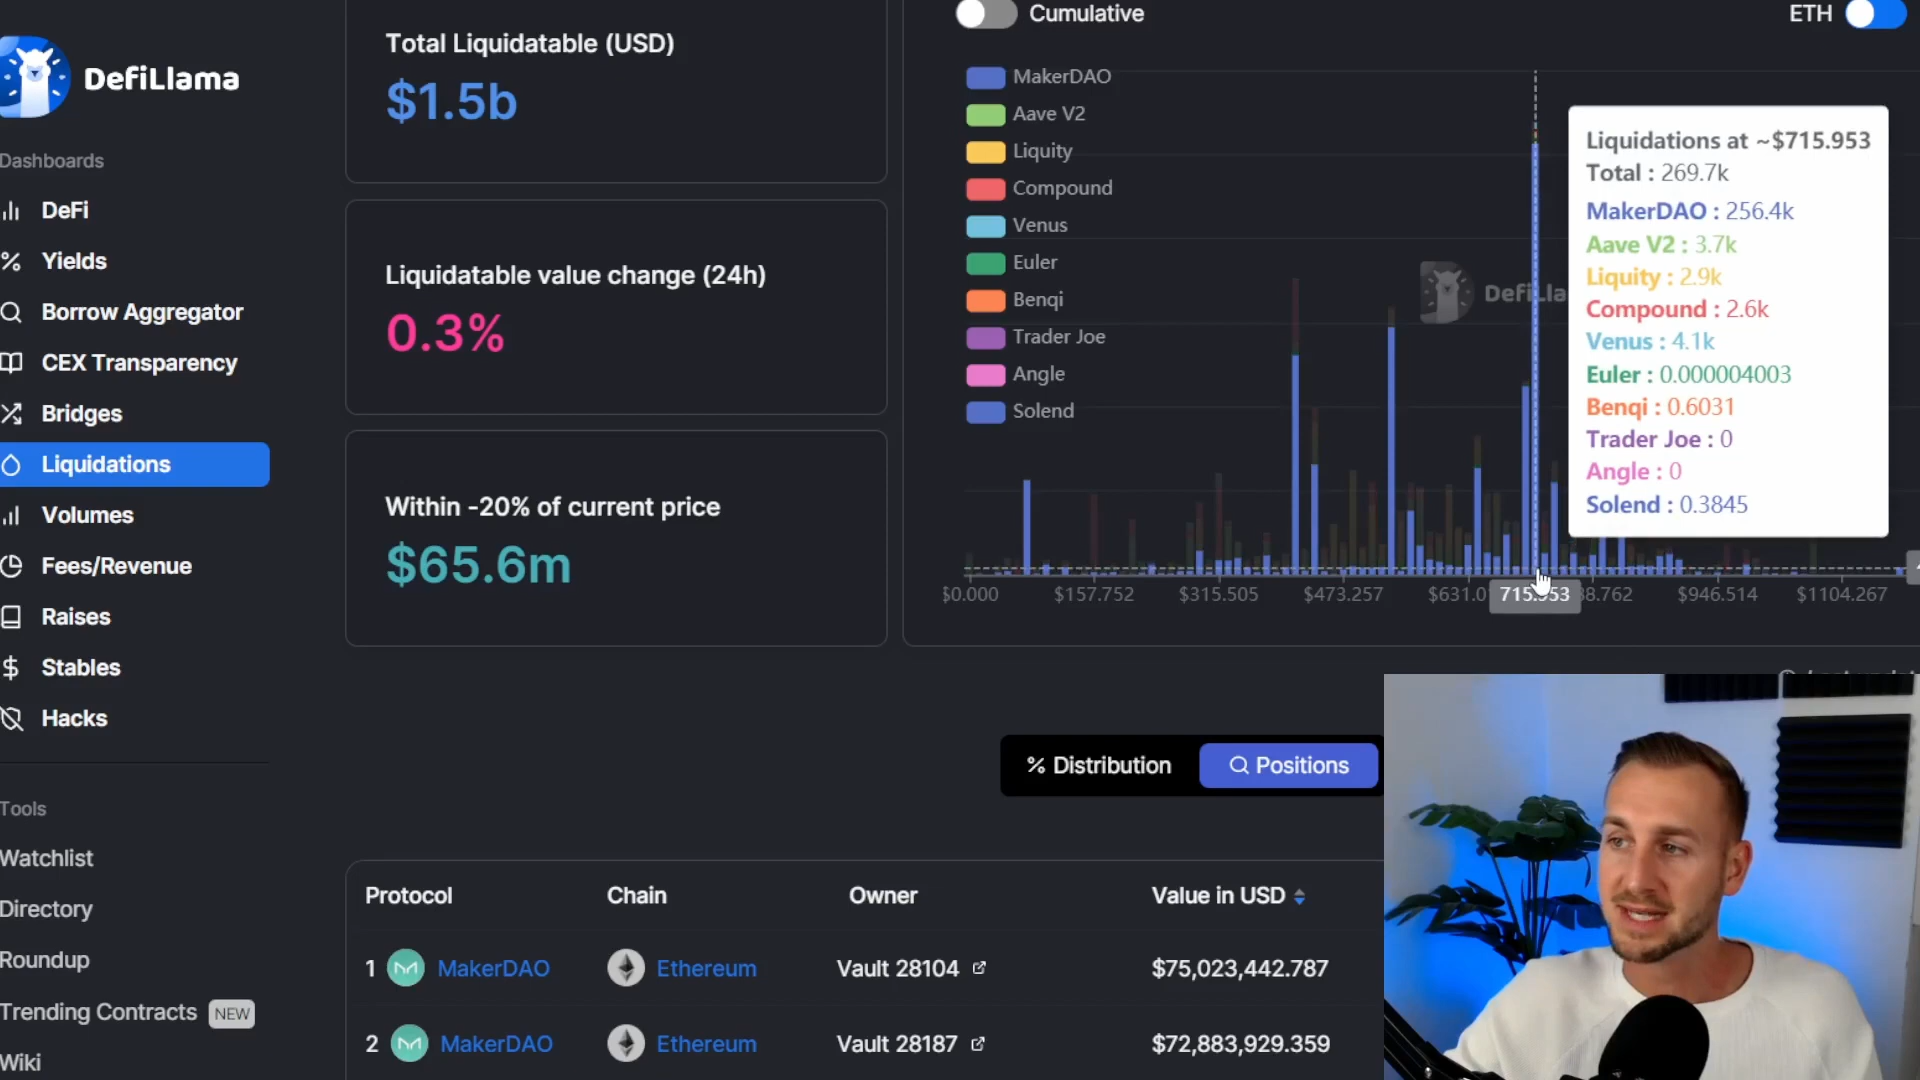 DefiLlama
Dashboards
DeFi
Yields
Borrow Aggregator
CEX Transparency
Bridges
Liquidations
Volumes
Fees/Revenue
Raises
Stables
Hacks
Tools
Watchlist
Directory
Roundup
Trending Contracts NEW
Wiki
Total Liquidatable (USD)
$1.5b
Liquidatable value change (24h)
0.3%
Within -20% of current price
$65.6m
Cumulative
ETH
MakerDAO
Aave V2
Liquity
Compound
Venus
Euler
Benqi
Trader Joe
Angle
Solend
Liquidations at ~$715.953
Total : 269.7k
MakerDAO : 256.4k
Aave V2 : 3.7k
Liquity : 2.9k
Compound : 2.6k
Venus : 4.1k
Euler : 0.000004003
Benqi : 0.6031
Trader Joe : 0
Angle : 0
Solend : 0.3845
$0.000 $157.752 $315.505 $473.257 $946.514 $1104.267
% Distribution
Positions
Protocol Chain Owner Value in USD
1 MakerDAO Ethereum Vault 28104 $75,023,442.787
2 MakerDAO Ethereum Vault 28187 $72,883,929.359